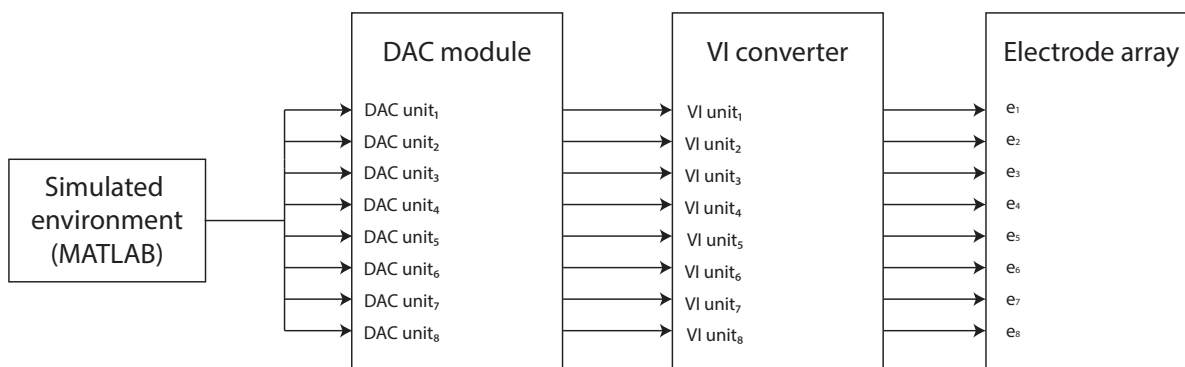 DAC module
VI converter
Electrode array
Simulated
environment
(MATLAB)
DAC unit₁
DAC unit₂
DAC unit₃
DAC unit₄
DAC unit₅
DAC unit₆
DAC unit₇
DAC unit₈
VI unit₁
VI unit₂
VI unit₃
VI unit₄
VI unit₅
VI unit₆
VI unit₇
VI unit₈
e₁
e₂
e₃
e₄
e₅
e₆
e₇
e₈